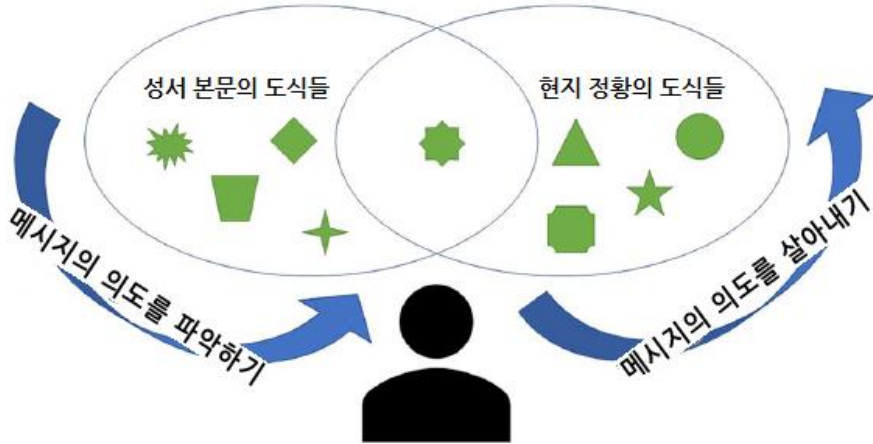 성서 본문의 도식들
현지 정황의 도식들
메시지의 의도를 파악하기
메시지의 의도를 살아내기